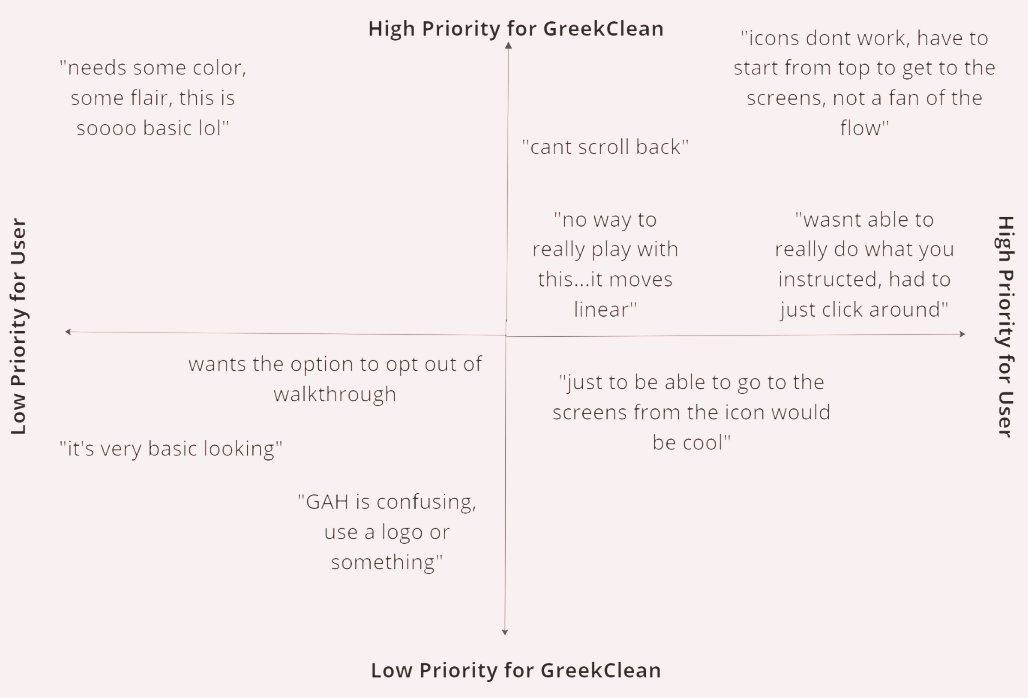 High Priority for GreekClean
"needs some color,
some flair, this is
soooo basic lol"
"icons dont work, have to
start from top to get to the
screens, not a fan of the
flow"
"cant scroll back"
"no way to
really play with
this...it moves
linear"
"wasnt able to
really do what you
instructed, had to
just click around"
Low Priority for User
High Priority for User
wants the option to opt out of
walkthrough
"just to be able to go to the
screens from the icon would
be cool"
"it's very basic looking"
"GAH is confusing,
use a logo or
something"
Low Priority for GreekClean